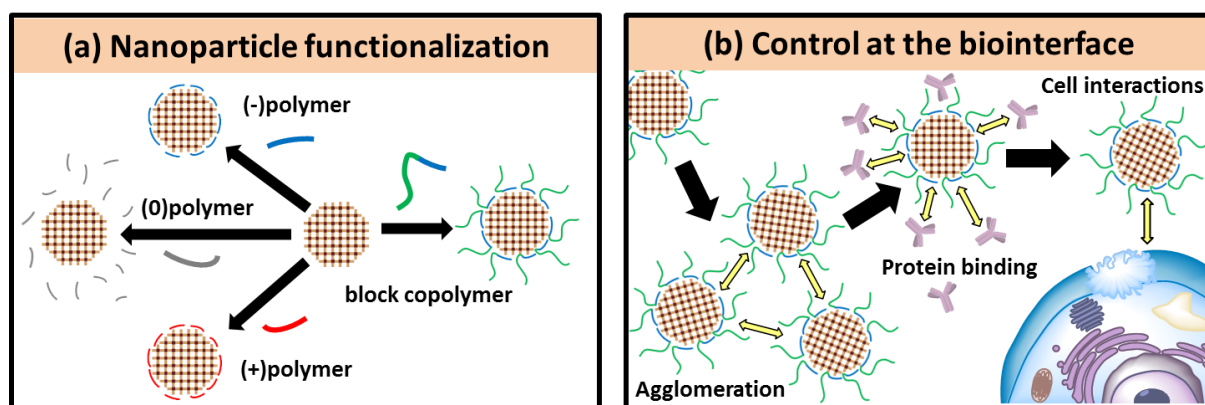 (a) Nanoparticle functionalization
(-)polymer
(0)polymer
block copolymer
(+)polymer
(b) Control at the biointerface
Cell interactions
Protein binding
Agglomeration